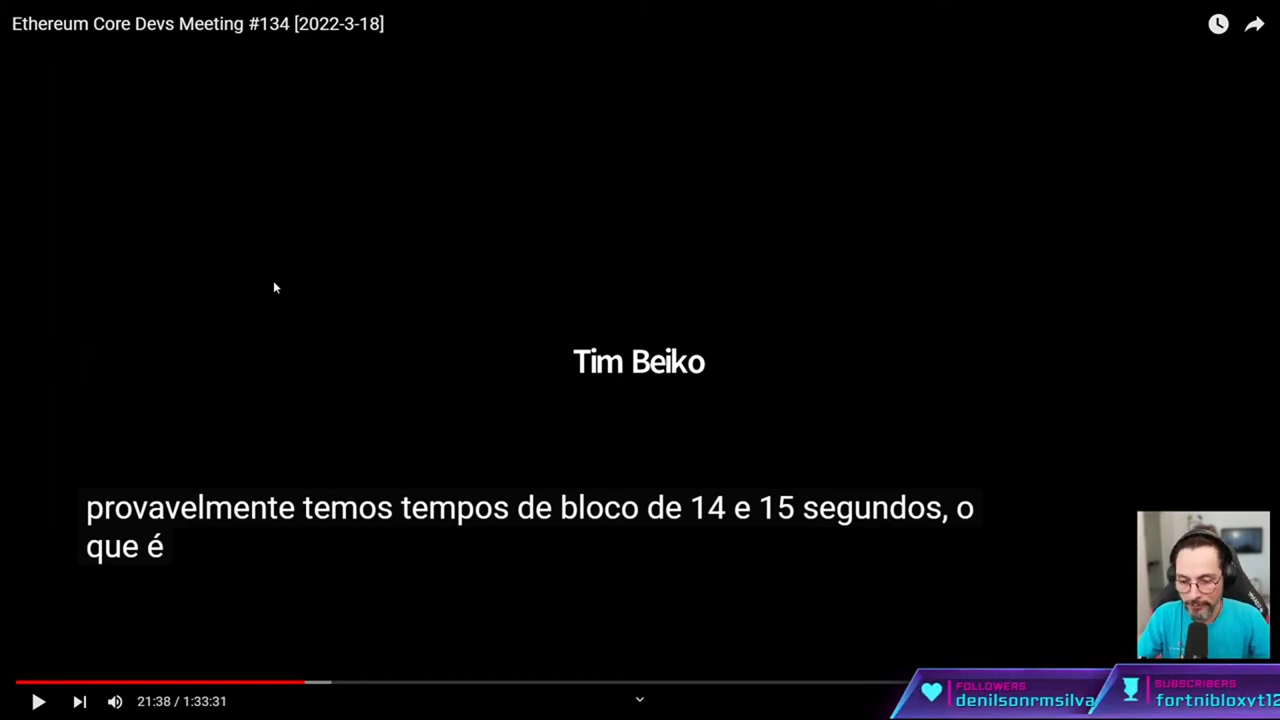 Ethereum Core Devs Meeting #134 [2022-3-18]
Tim Beiko
provavelmente temos tempos de bloco de 14 e 15 segundos, o
que é
21:38 / 1:33:31
FOLLOWERS
denilsonrmsilva
SUBSCRIBERS
fortnibloxyt12